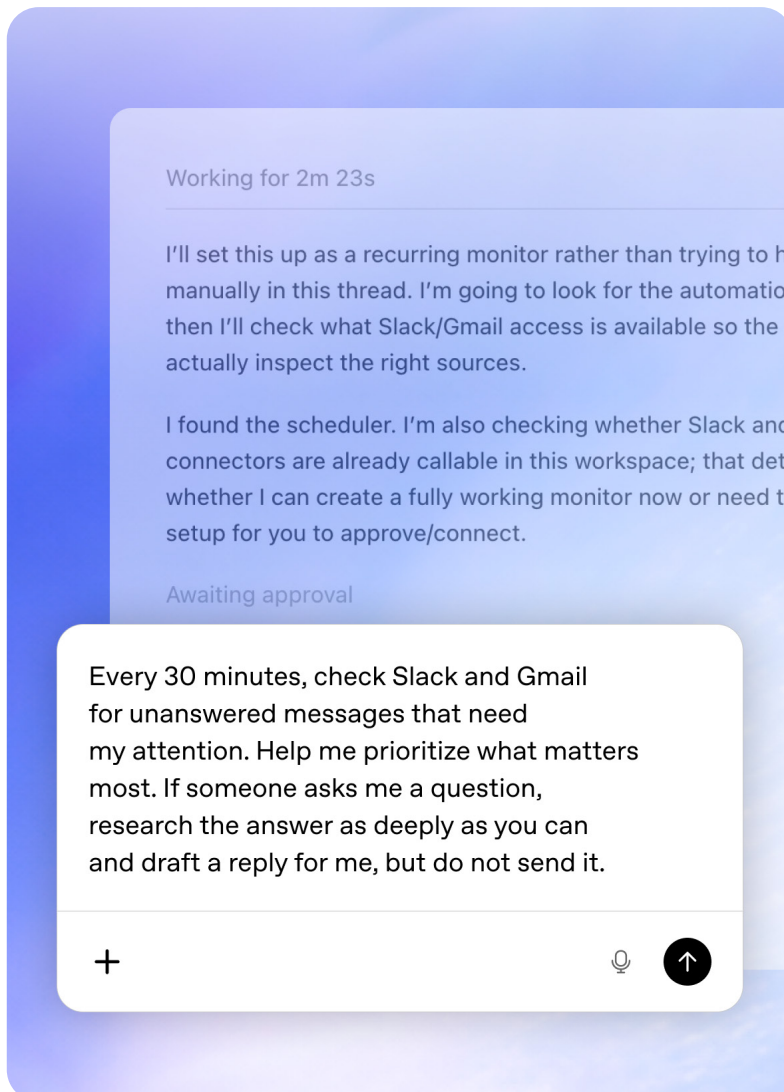 Working for 2m 23s
I’ll set this up as a recurring monitor rather than trying to
manually in this thread. I’m going to look for the
then I’ll check what Slack/Gmail access is available so the
actually inspect the right sources.
I found the scheduler. I’m also checking whether Slack
connectors are already callable in this workspace; that
whether I can create a fully working monitor now or need
setup for you to approve/connect.
Awaiting approval
Every 30 minutes, check Slack and Gmail
for unanswered messages that need
my attention. Help me prioritize what matters
most. If someone asks me a question,
research the answer as deeply as you can
and draft a reply for me, but do not send it.